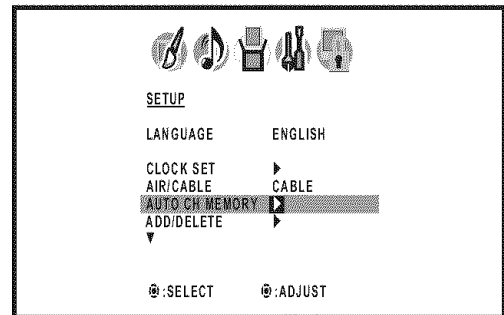 SETUP
LANGUAGE ENGLISH
CLOCK SET ▶
AIR/CABLE CABLE
AUTO CH MEMORY ▶
ADD/DELETE ▶
▼
:SELECT :ADJUST